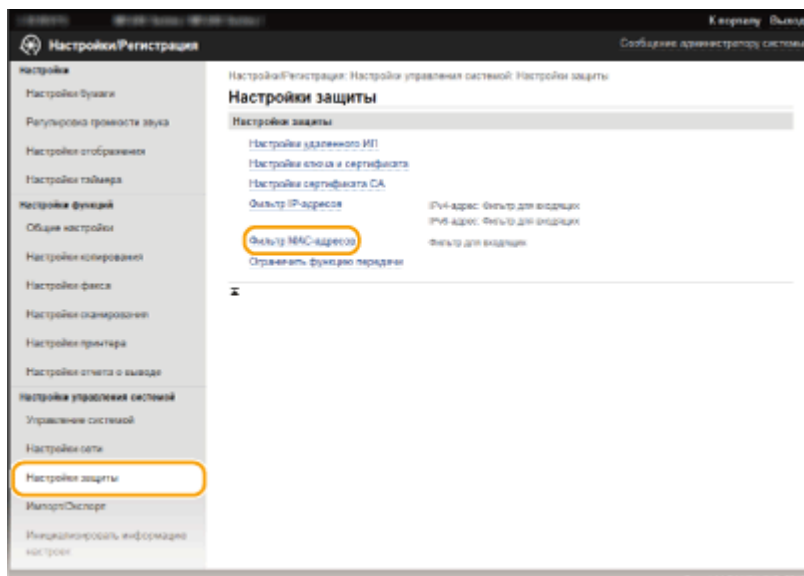 К порталу Выход
Настройки/Регистрация
Сообщение администратору системы
Настройки
Настройки бумаги
Регулировка громкости звука
Настройки отображения
Настройки таймера
Настройки функций
Общие настройки
Настройки копирования
Настройки факса
Настройки сканирования
Настройки принтера
Настройки отчета о выводе
Настройки управления системой
Управление системой
Настройки сети
Настройки защиты
Импорт/Экспорт
Инициализировать информацию
настроек
Настройки/Регистрация: Настройки управления системой: Настройки защиты
Настройки защиты
Настройки защиты
Настройки удаленного ИП
Настройки ключа и сертификата
Настройки сертификата CA
Фильтр IP-адресов
IPv4-адрес: Фильтр для входящих
IPv6-адрес: Фильтр для входящих
Фильтр MAC-адресов
Фильтр для входящих
Ограничить функцию передачи